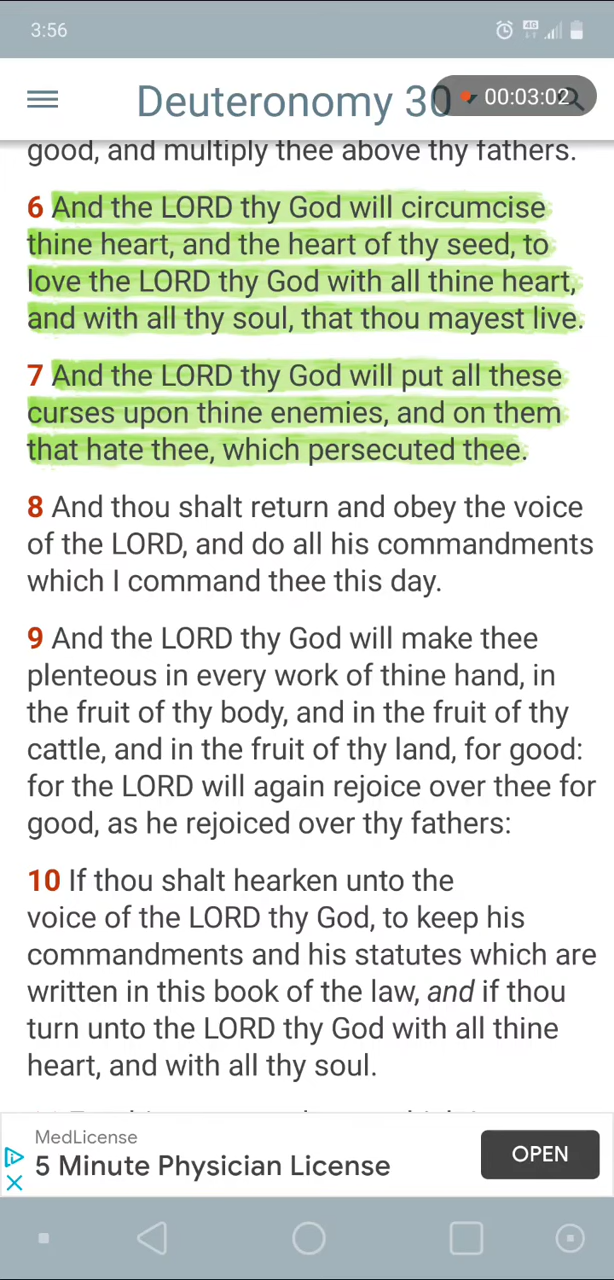 3:56
4G
Deuteronomy 30
00:03:02
good, and multiply thee above thy fathers.
6 And the LORD thy God will circumcise
thine heart, and the heart of thy seed, to
love the LORD thy God with all thine heart,
and with all thy soul, that thou mayest live.
7 And the LORD thy God will put all these
curses upon thine enemies, and on them
that hate thee, which persecuted thee.
8 And thou shalt return and obey the voice
of the LORD, and do all his commandments
which I command thee this day.
9 And the LORD thy God will make thee
plenteous in every work of thine hand, in
the fruit of thy body, and in the fruit of thy
cattle, and in the fruit of thy land, for good:
for the LORD will again rejoice over thee for
good, as he rejoiced over thy fathers:
10 If thou shalt hearken unto the
voice of the LORD thy God, to keep his
commandments and his statutes which are
written in this book of the law, and if thou
turn unto the LORD thy God with all thine
heart, and with all thy soul.
MedLicense
5 Minute Physician License
OPEN